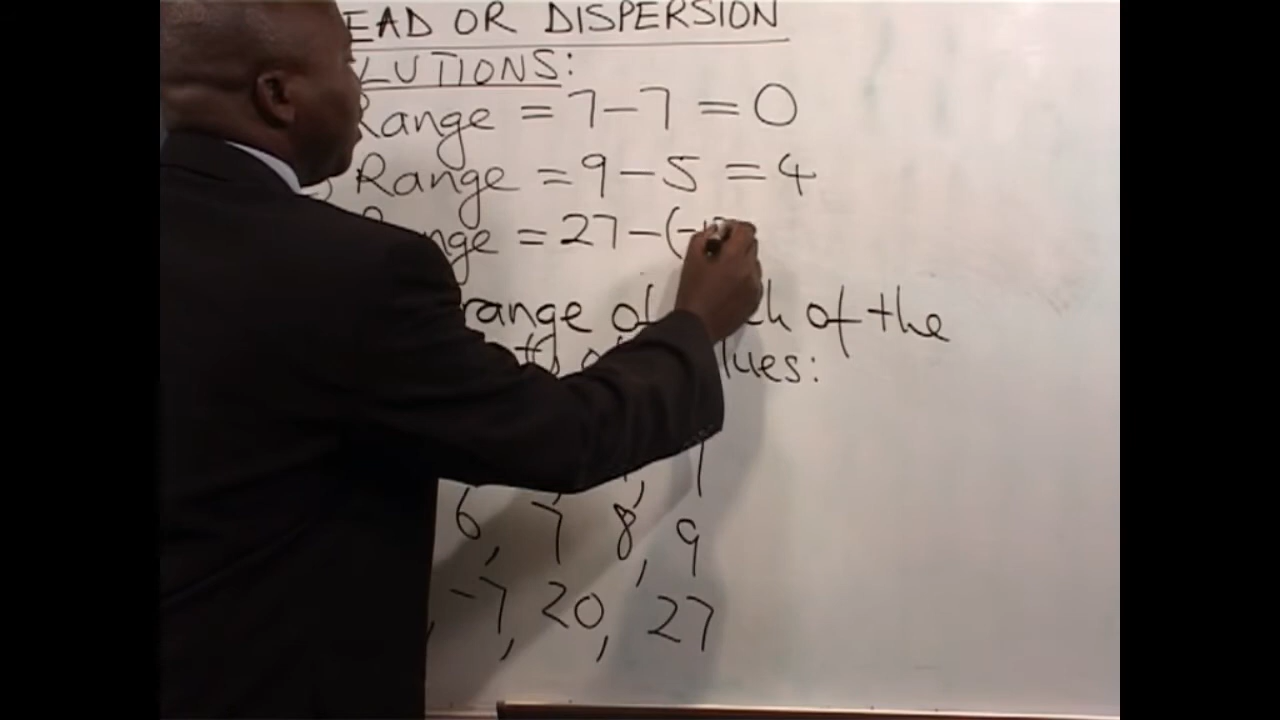 EAD OR DISPERSION
LUTIONS:
Range = 7 – 7 = 0
Range = 9 – 5 = 4
nge = 27 – (–1
range of of the
lues:
6, 7 8, 9
, –7, 20, 27